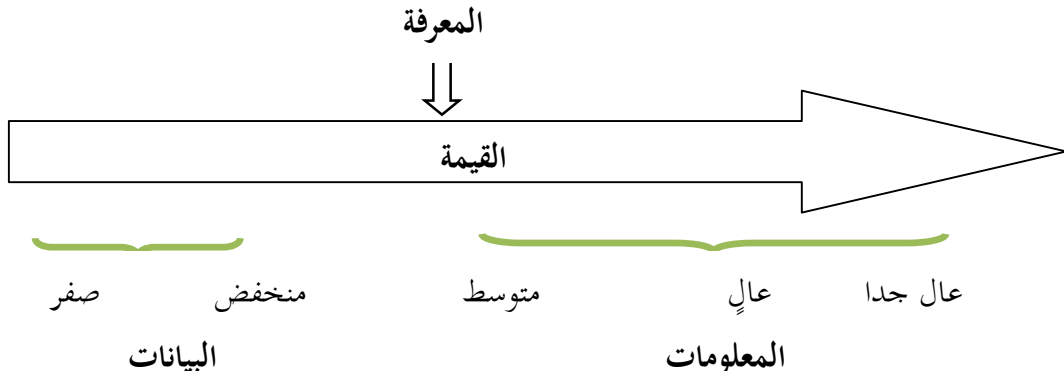 المعرفة
القيمة
صفر منخفض متوسط عالٍ عال جدا
البيانات المعلومات